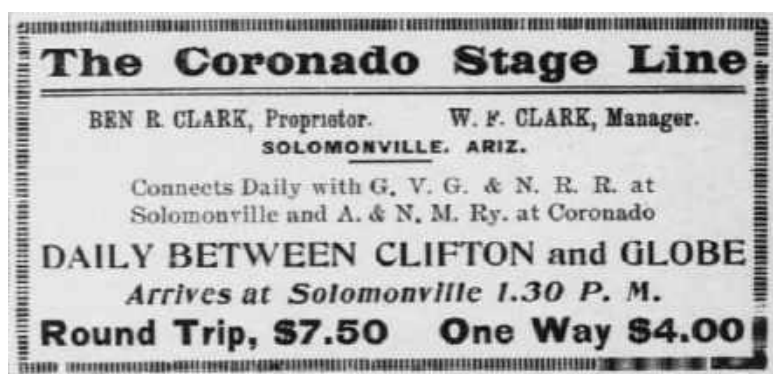 The Coronado Stage Line
BEN R. CLARK, Proprietor. W. F. CLARK, Manager.
SOLOMONVILLE, ARIZ.
Connects Daily with G. V. G. & N. R. R. at
Solomonville and A. & N. M. Ry. at Coronado
DAILY BETWEEN CLIFTON and GLOBE
Arrives at Solomonville 1.30 P. M.
Round Trip, $7.50 One Way $4.00